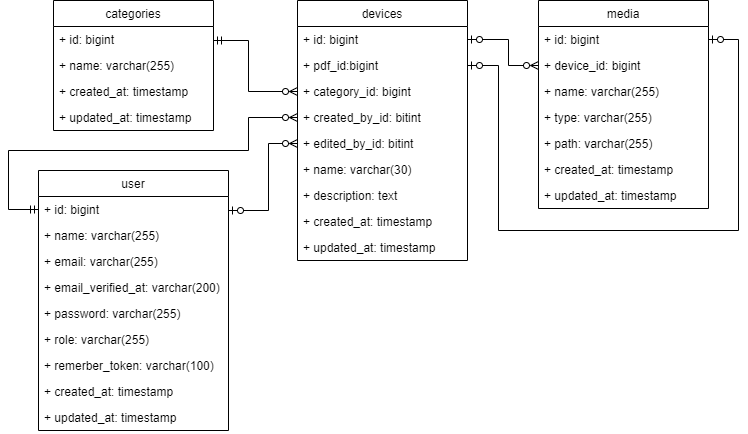 categories
+ id: bigint
+ name: varchar(255)
+ created_at: timestamp
+ updated_at: timestamp
devices
+ id: bigint
+ pdf_id:bigint
+ category_id: bigint
+ created_by_id: bitint
+ edited_by_id: bitint
+ name: varchar(30)
+ description: text
+ created_at: timestamp
+ updated_at: timestamp
media
+ id: bigint
+ device_id: bigint
+ name: varchar(255)
+ type: varchar(255)
+ path: varchar(255)
+ created_at: timestamp
+ updated_at: timestamp
user
+ id: bigint
+ name: varchar(255)
+ email: varchar(255)
+ email_verified_at: varchar(200)
+ password: varchar(255)
+ role: varchar(255)
+ remerber_token: varchar(100)
+ created_at: timestamp
+ updated_at: timestamp